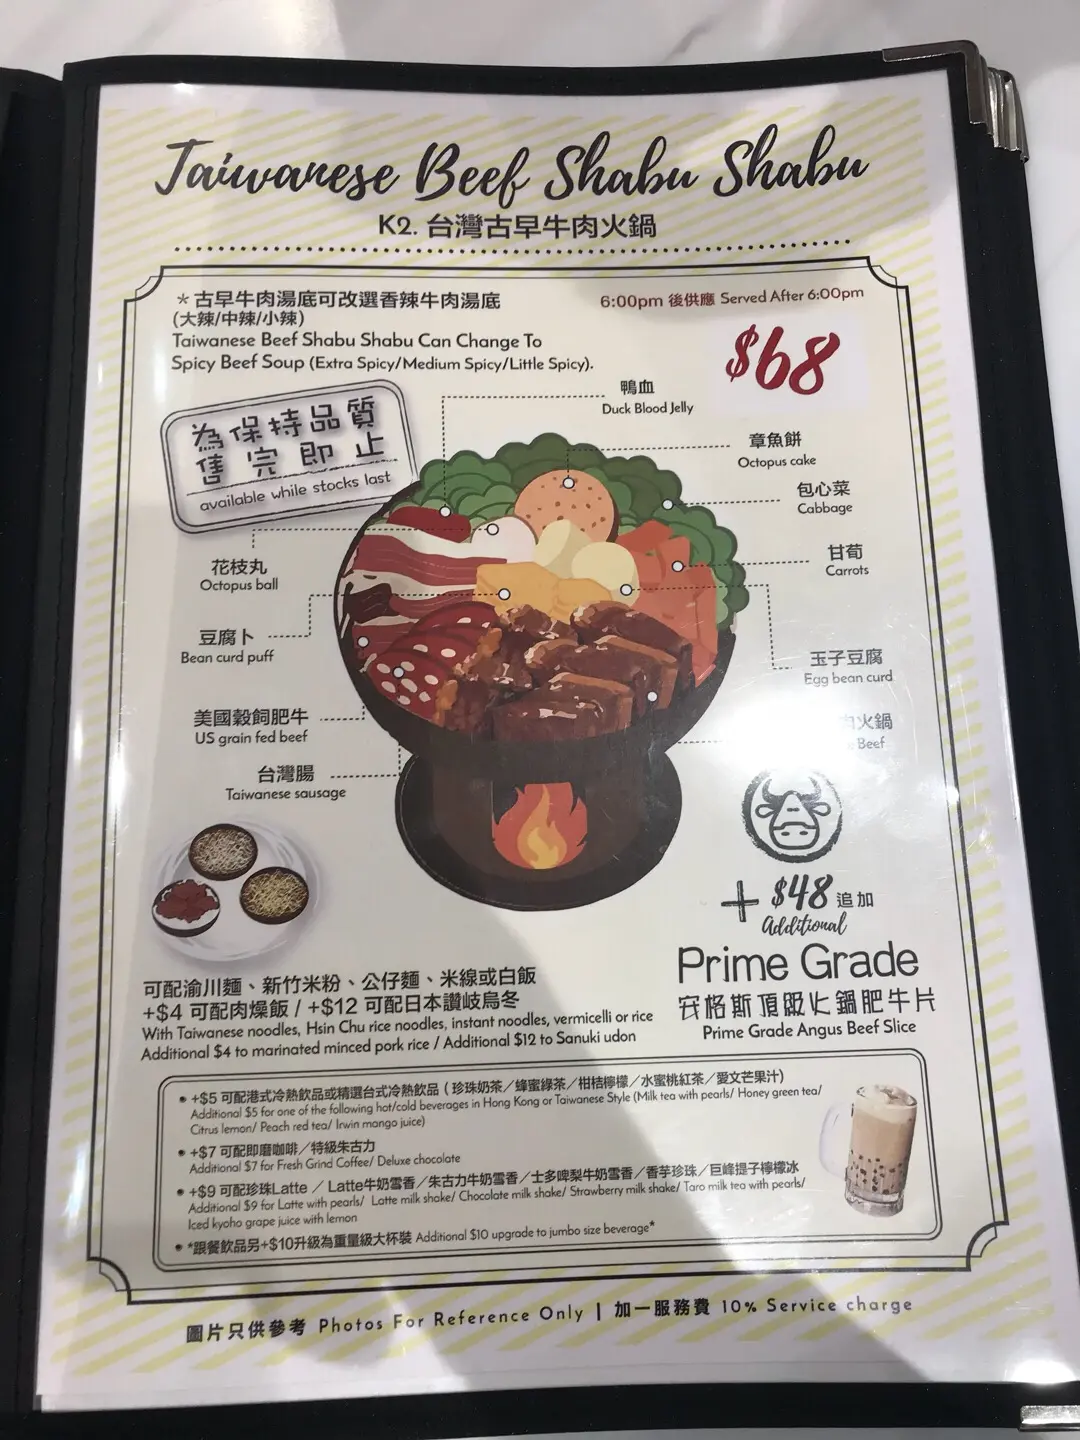 Taiwanese Beef Shabu Shabu
K2. 台灣古早牛肉火鍋
＊古早牛肉湯底可改選香辣牛肉湯底
(大辣/中辣/小辣)
Taiwanese Beef Shabu Shabu Can Change To
Spicy Beef Soup (Extra Spicy/Medium Spicy/Little Spicy).
6:00pm 後供應 Served After 6:00pm
$68
為保持品質
售完即止
available while stocks last
鴨血
Duck Blood Jelly
章魚餅
Octopus cake
包心菜
Cabbage
甘荀
Carrots
玉子豆腐
Egg bean curd
肉火鍋
Beef
花枝丸
Octopus ball
豆腐卜
Bean curd puff
美國穀飼肥牛
US grain fed beef
台灣腸
Taiwanese sausage
+ $48 追加
Additional
Prime Grade
安格斯頂級火鍋肥牛片
Prime Grade Angus Beef Slice
可配渝川麵、新竹米粉、公仔麵、米線或白飯
+$4 可配肉燥飯 / +$12 可配日本讚岐烏冬
With Taiwanese noodles, Hsin Chu rice noodles, instant noodles, vermicelli or rice
Additional $4 to marinated minced pork rice / Additional $12 to Sanuki udon
• +$5 可配港式冷熱飲品或精選台式冷熱飲品 ( 珍珠奶茶／蜂蜜綠茶／柑桔檸檬／水蜜桃紅茶／愛文芒果汁)
Additional $5 for one of the following hot/cold beverages in Hong Kong or Taiwanese Style (Milk tea with pearls/ Honey green tea/
Citrus lemon/ Peach red tea/ Irwin mango juice)
• +$7 可配即磨咖啡／特級朱古力
Additional $7 for Fresh Grind Coffee/ Deluxe chocolate
• +$9 可配珍珠Latte ／ Latte牛奶雪香／朱古力牛奶雪香／士多啤梨牛奶雪香／香芋珍珠／巨峰提子檸檬冰
Additional $9 for Latte with pearls/ Latte milk shake/ Chocolate milk shake/ Strawberry milk shake/ Taro milk tea with pearls/
Iced kyoho grape juice with lemon
• *跟餐飲品另+$10升級為重量級大杯裝 Additional $10 upgrade to jumbo size beverage*
圖片只供參考 Photos For Reference Only | 加一服務費 10% Service charge